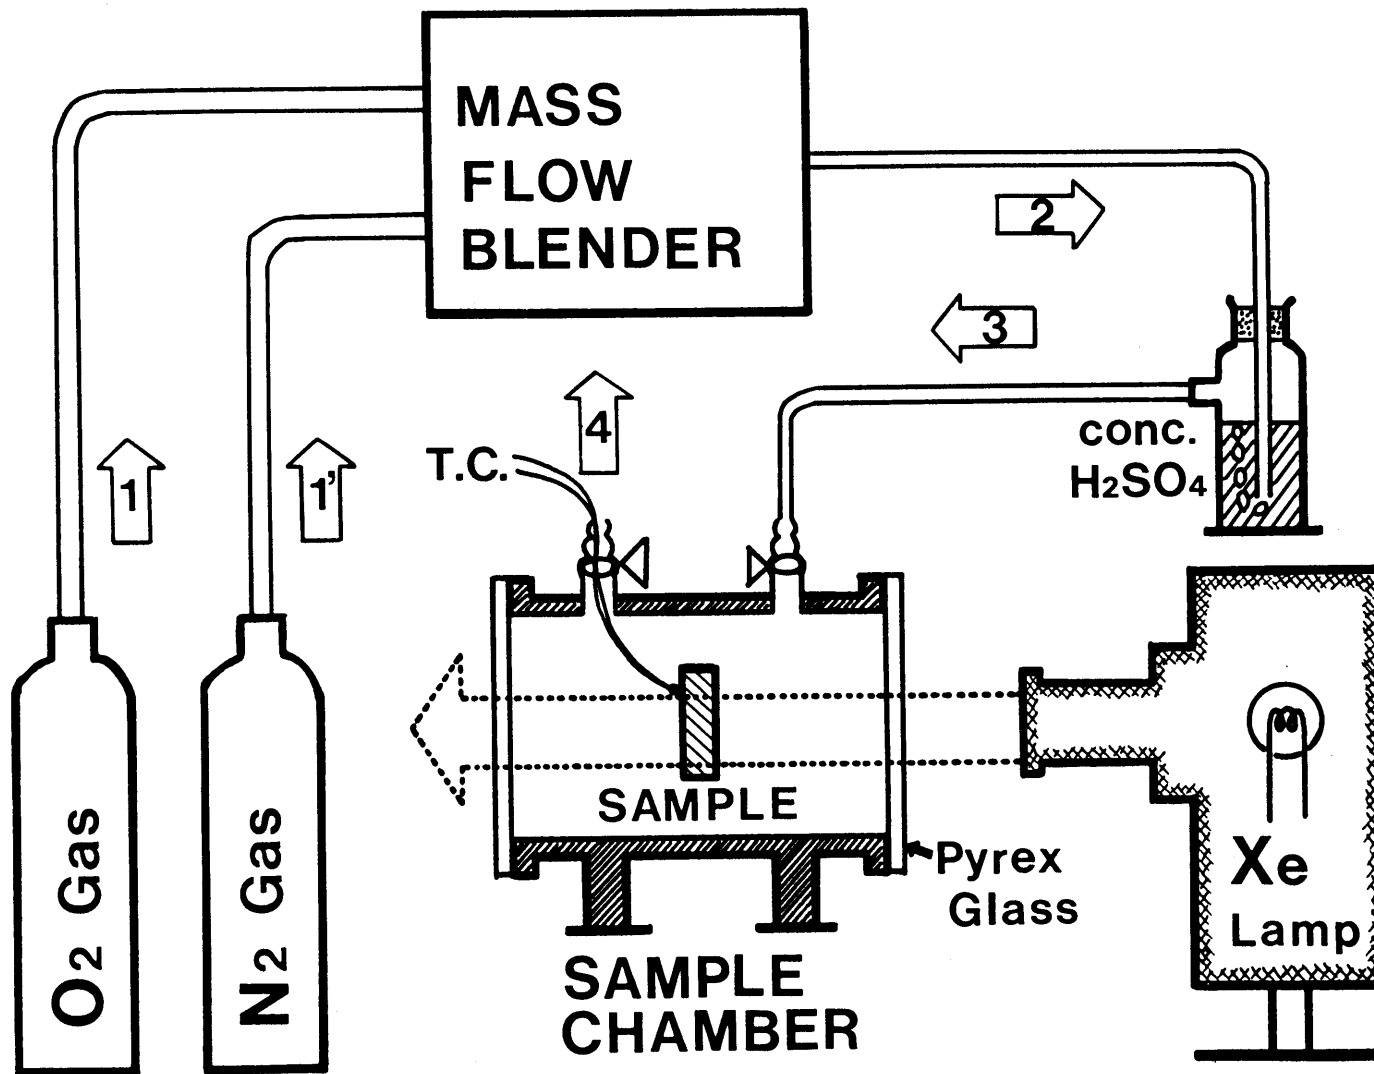 MASS
FLOW
BLENDER
2
3
4
T.C.
conc.
H₂SO₄
1
1'
SAMPLE
Pyrex
Glass
Xe
Lamp
O₂ Gas
N₂ Gas
SAMPLE
CHAMBER